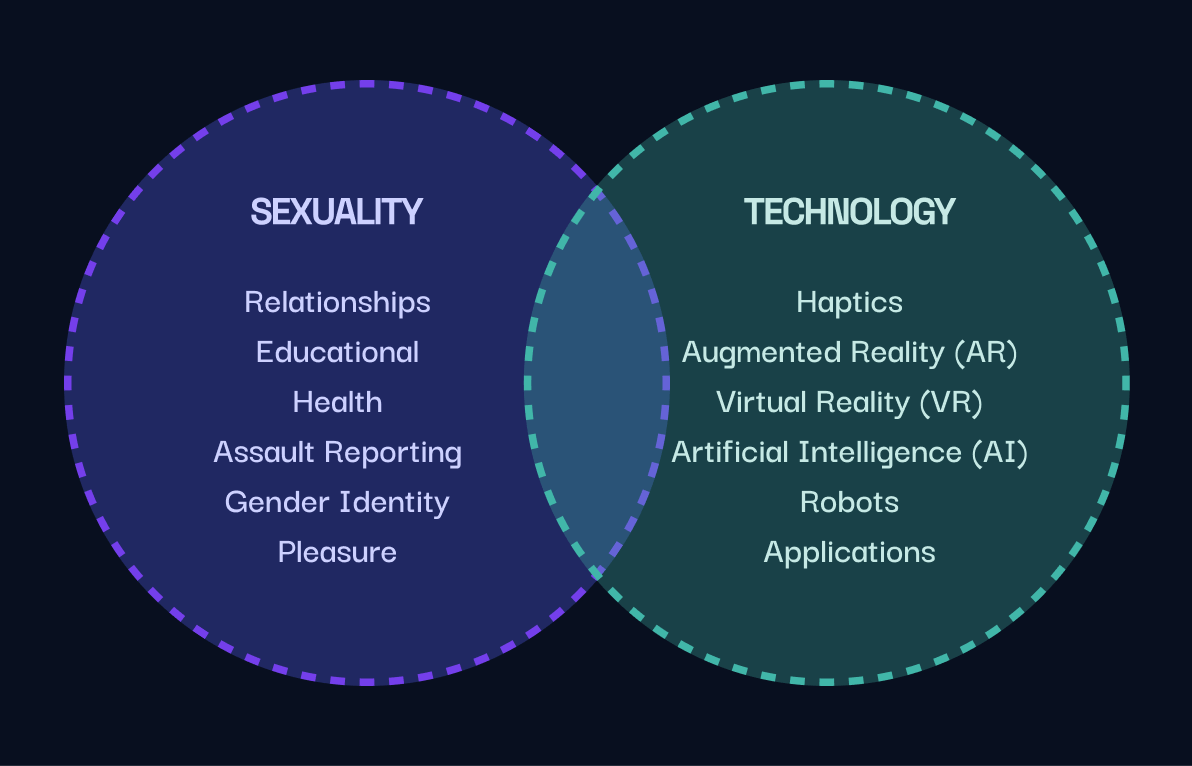 SEXUALITY
Relationships
Educational
Health
Assault Reporting
Gender Identity
Pleasure
TECHNOLOGY
Haptics
Augmented Reality (AR)
Virtual Reality (VR)
Artificial Intelligence (AI)
Robots
Applications